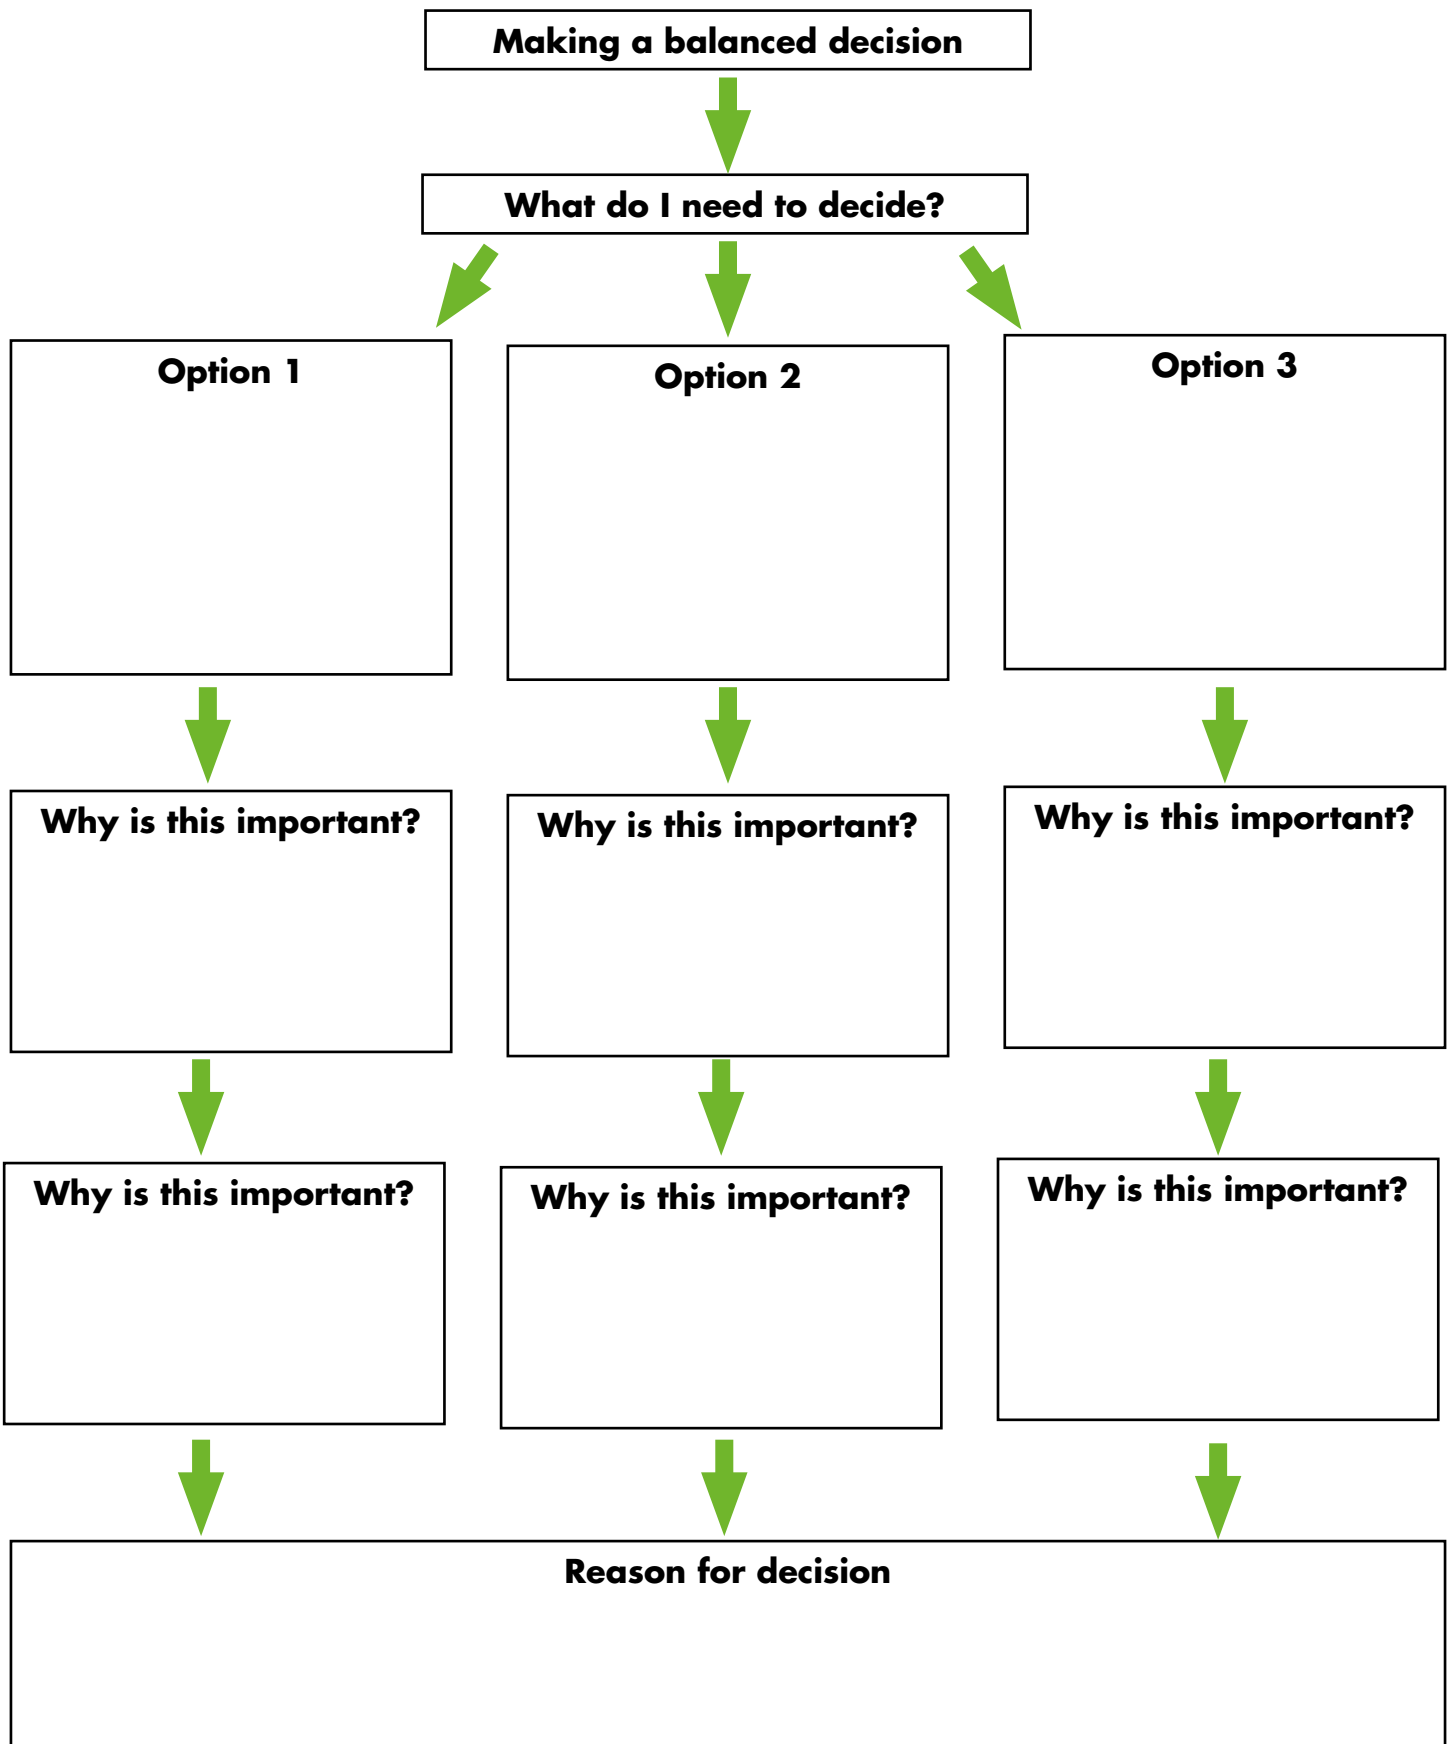 Making a balanced decision
What do I need to decide?
Option 1
Option 2
Option 3
Why is this important?
Why is this important?
Why is this important?
Why is this important?
Why is this important?
Why is this important?
Reason for decision